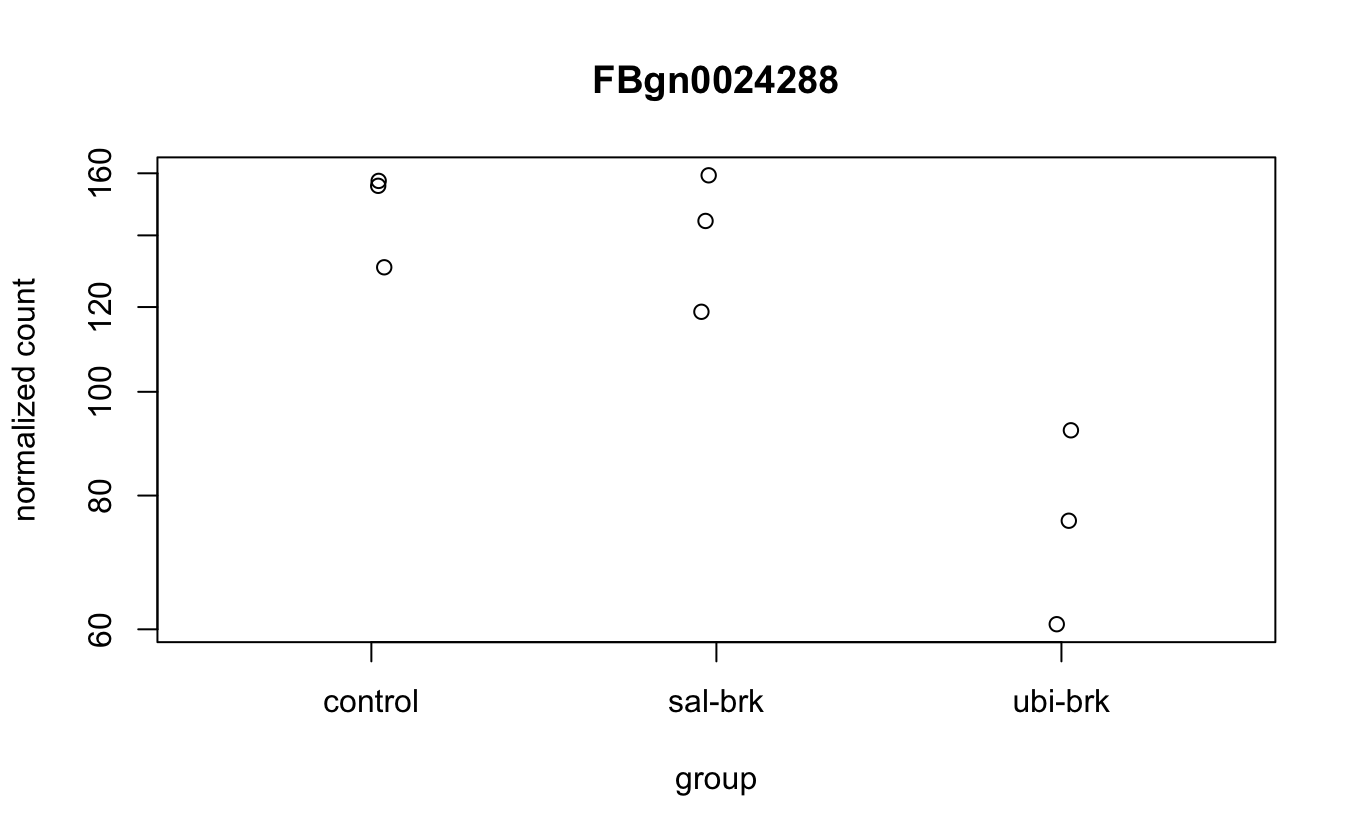 FBgn0024288
normalized count
160
120
100
80
60
control sal-brk ubi-brk
group